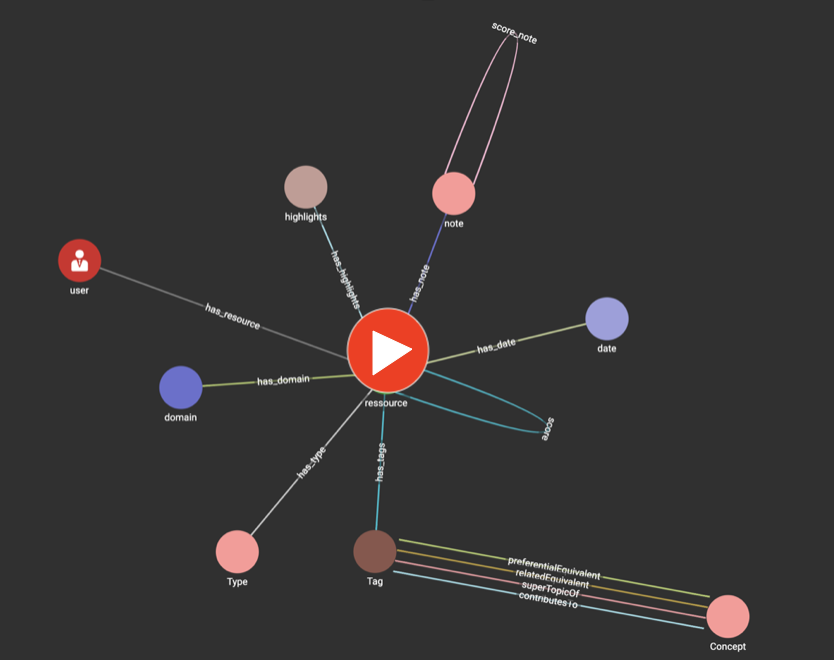 score_note
highlights
note
has_highlights
has_note
user
has_resource
date
has_date
has_domain
domain
ressource
score
has_type
has_tags
Type
Tag
preferentialEquivalent
relatedEquivalent
superTopicOf
contributesTo
Concept